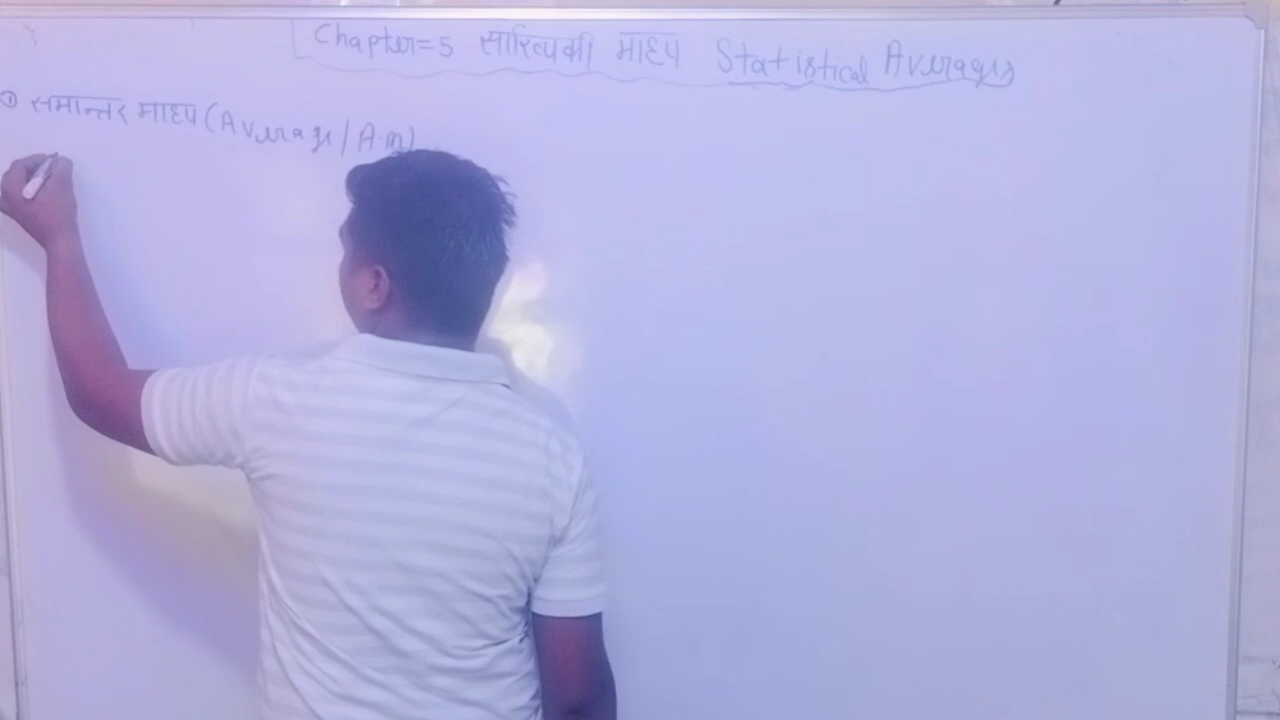 Chapter=5 सांख्यिकी माध्य Statistical Averages
① समान्तर माध्य (Average/A.m)